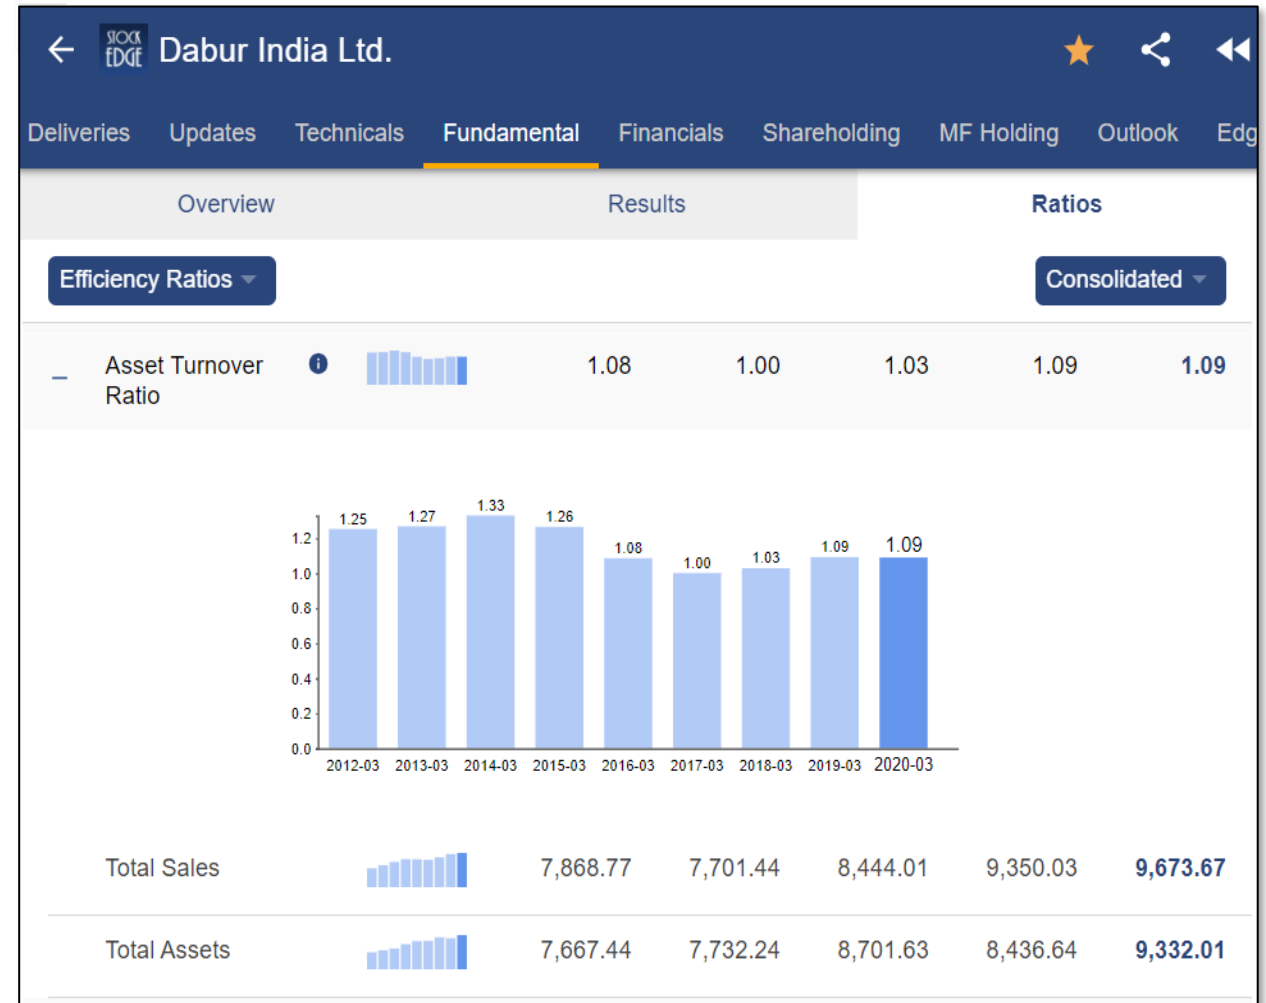 STOCK EDGE Dabur India Ltd.
Deliveries Updates Technicals Fundamental Financials Shareholding MF Holding Outlook Edg
Overview Results Ratios
Efficiency Ratios Consolidated
Asset Turnover Ratio 1.08 1.00 1.03 1.09 1.09
1.25 1.27 1.33 1.26 1.08 1.00 1.03 1.09 1.09
1.2
1.0
0.8
0.6
0.4
0.2
0.0
2012-03 2013-03 2014-03 2015-03 2016-03 2017-03 2018-03 2019-03 2020-03
Total Sales 7,868.77 7,701.44 8,444.01 9,350.03 9,673.67
Total Assets 7,667.44 7,732.24 8,701.63 8,436.64 9,332.01